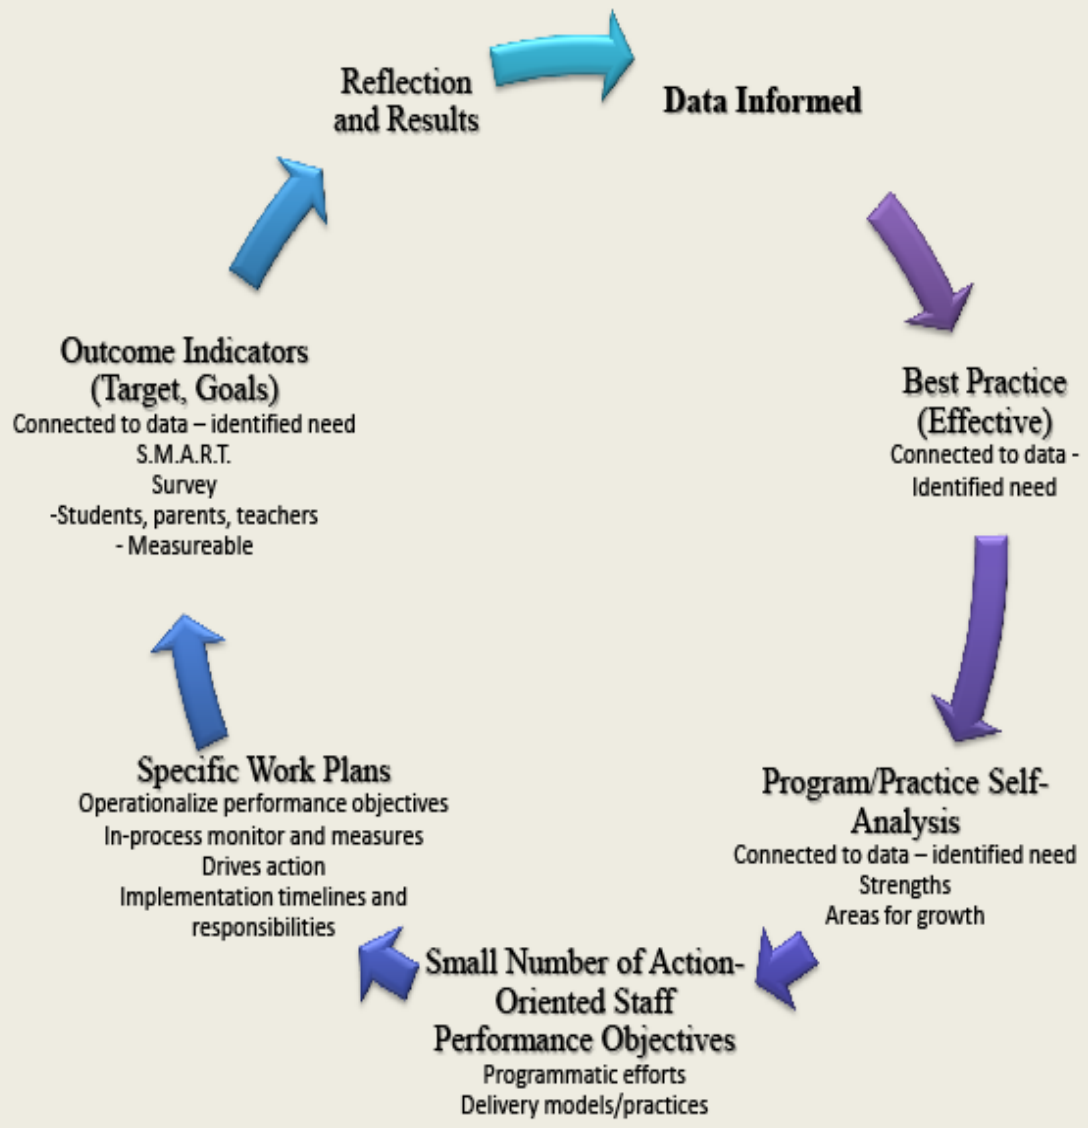 Reflection
and Results
Data Informed
Best Practice
(Effective)
Connected to data -
Identified need
Program/Practice Self-
Analysis
Connected to data – identified need
Strengths
Areas for growth
Small Number of Action-
Oriented Staff
Performance Objectives
Programmatic efforts
Delivery models/practices
Specific Work Plans
Operationalize performance objectives
In-process monitor and measures
Drives action
Implementation timelines and
responsibilities
Outcome Indicators
(Target, Goals)
Connected to data – identified need
S.M.A.R.T.
Survey
-Students, parents, teachers
- Measureable